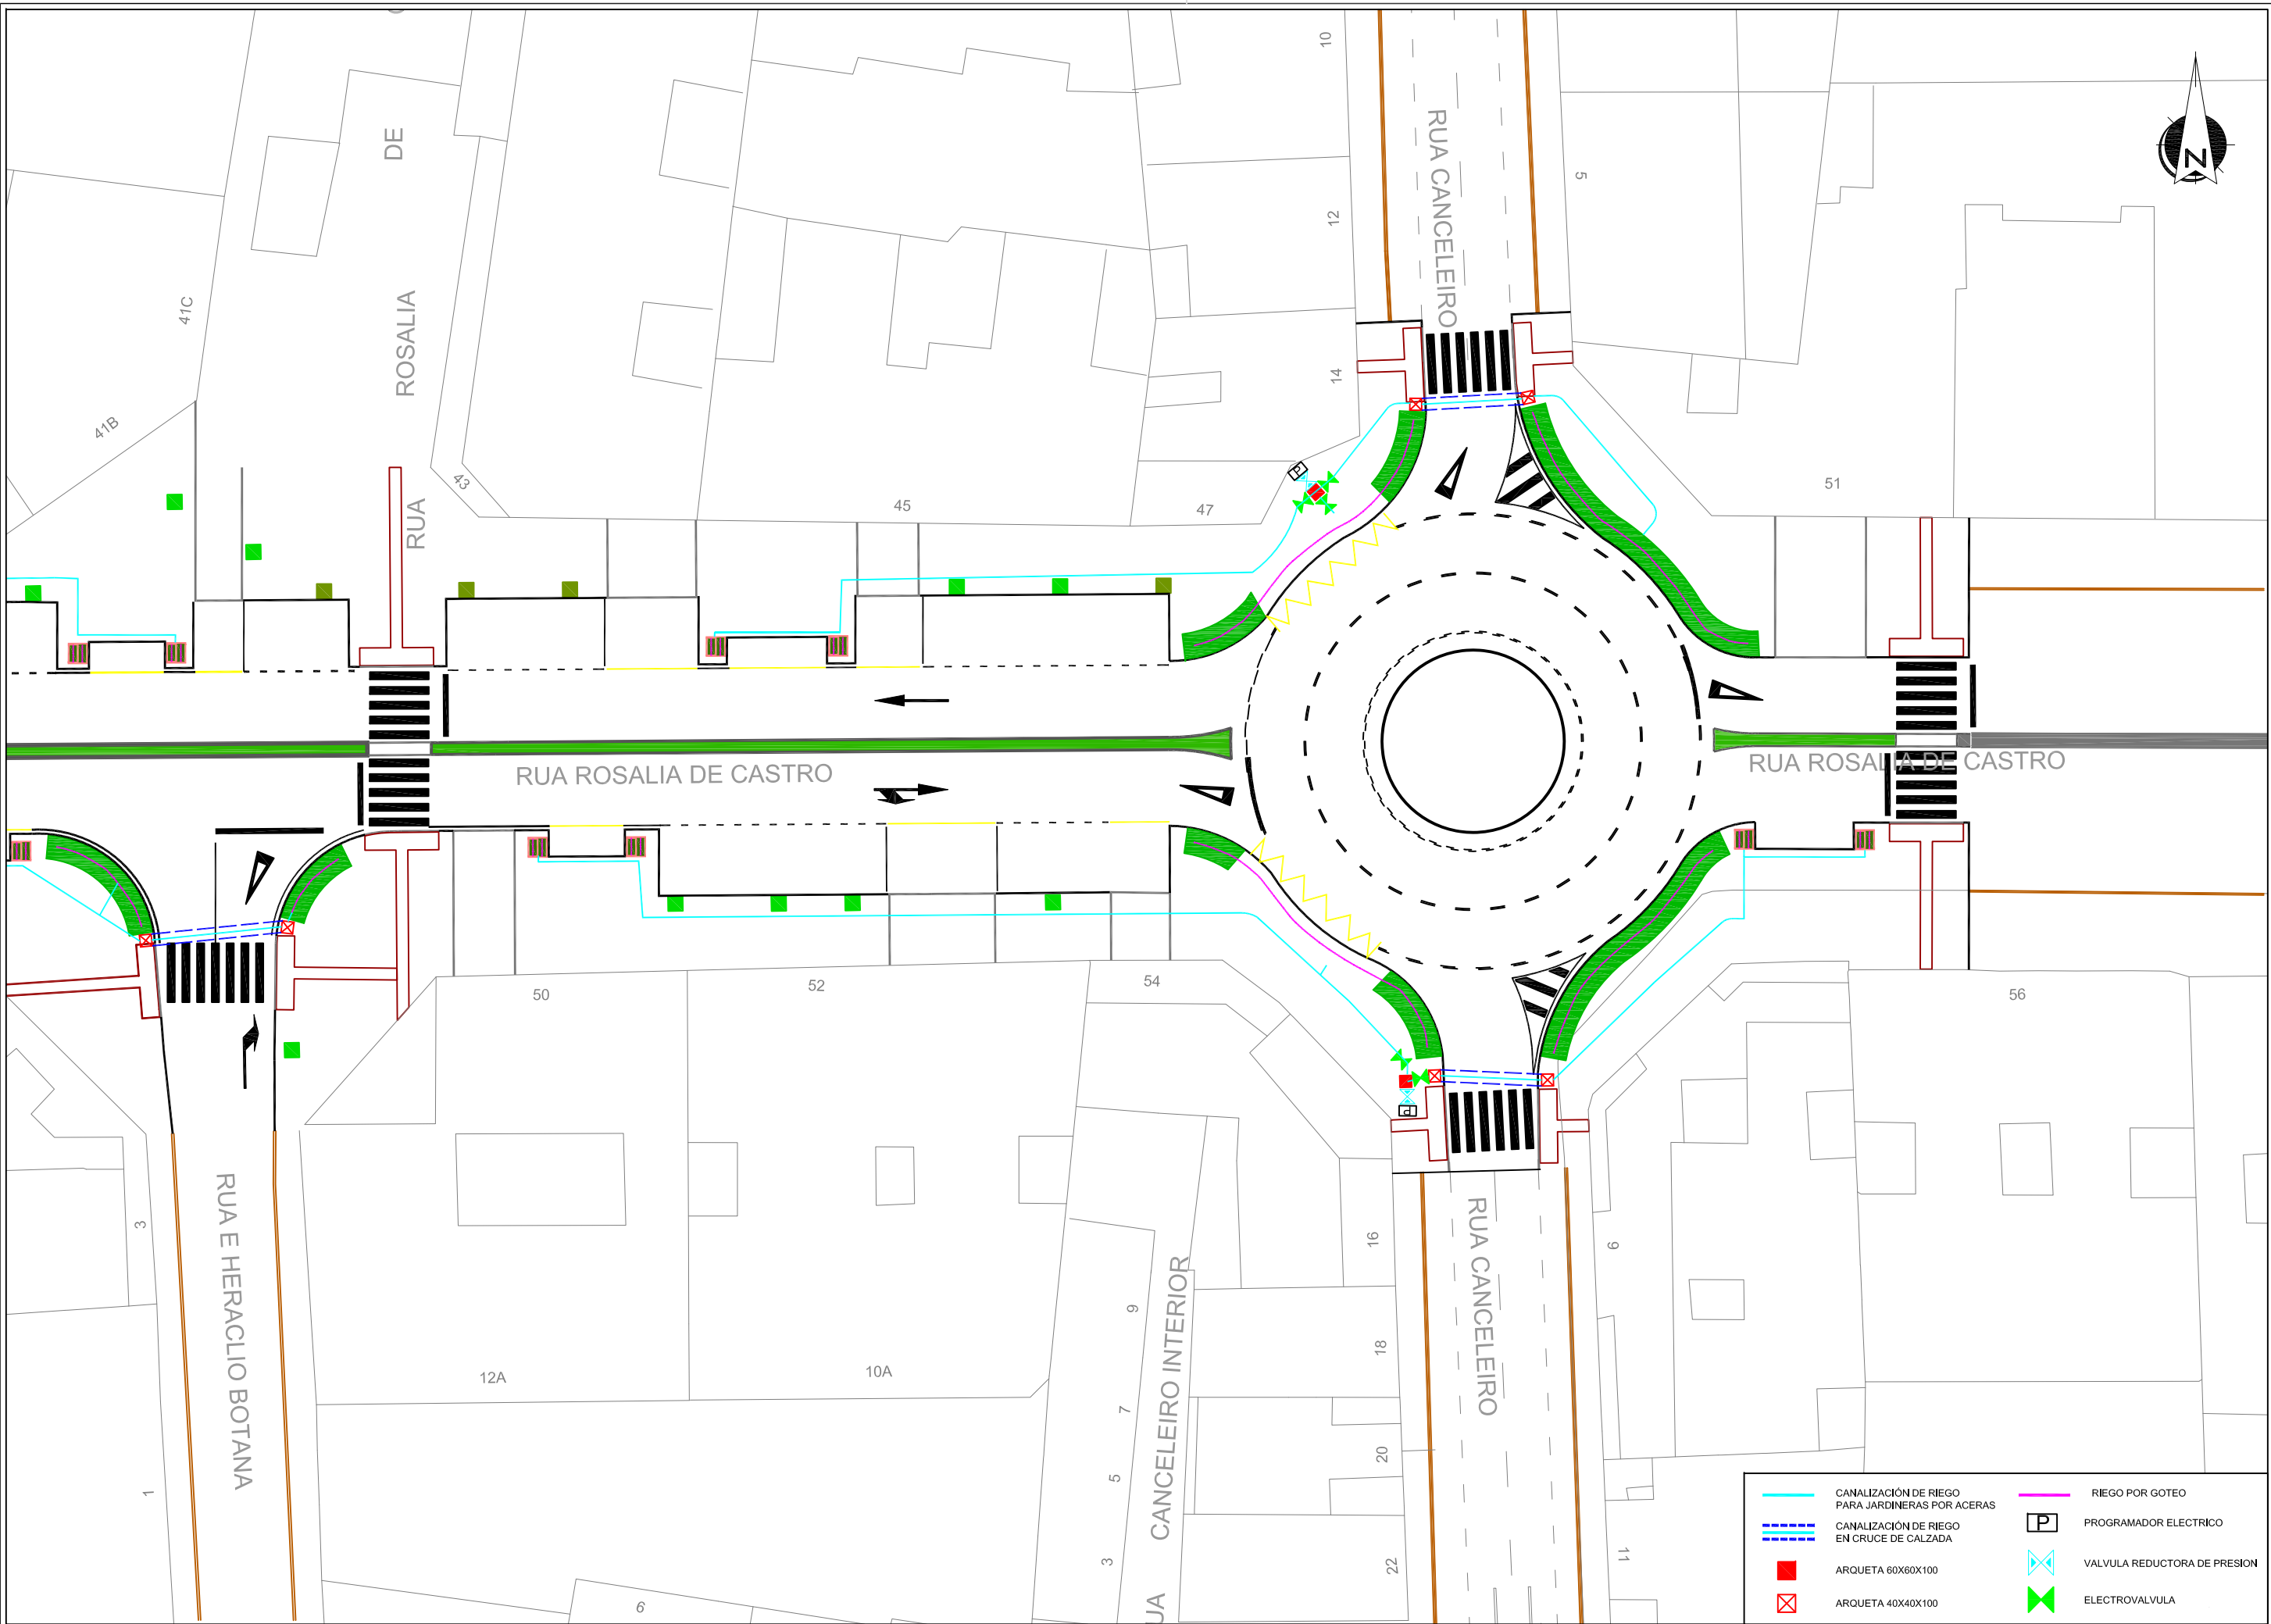 10
RUA CANCELEIRO
5
N
DE
12
41C
ROSALIA
14
41B
RUA
43
45
47
P
51
RUA ROSALIA DE CASTRO
RUA ROSALIA DE CASTRO
50
52
54
56
P
3
RUA E HERACLIO BOTANA
1
12A
10A
9
7
5
3
CANCELEIRO INTERIOR
16
18
20
22
RUA CANCELEIRO
9
11
6
CANALIZACIÓN DE RIEGO
PARA JARDINERAS POR ACERAS
CANALIZACIÓN DE RIEGO
EN CRUCE DE CALZADA
ARQUETA 60X60X100
ARQUETA 40X40X100
RIEGO POR GOTEO
P
PROGRAMADOR ELECTRICO
VALVULA REDUCTORA DE PRESION
ELECTROVALVULA